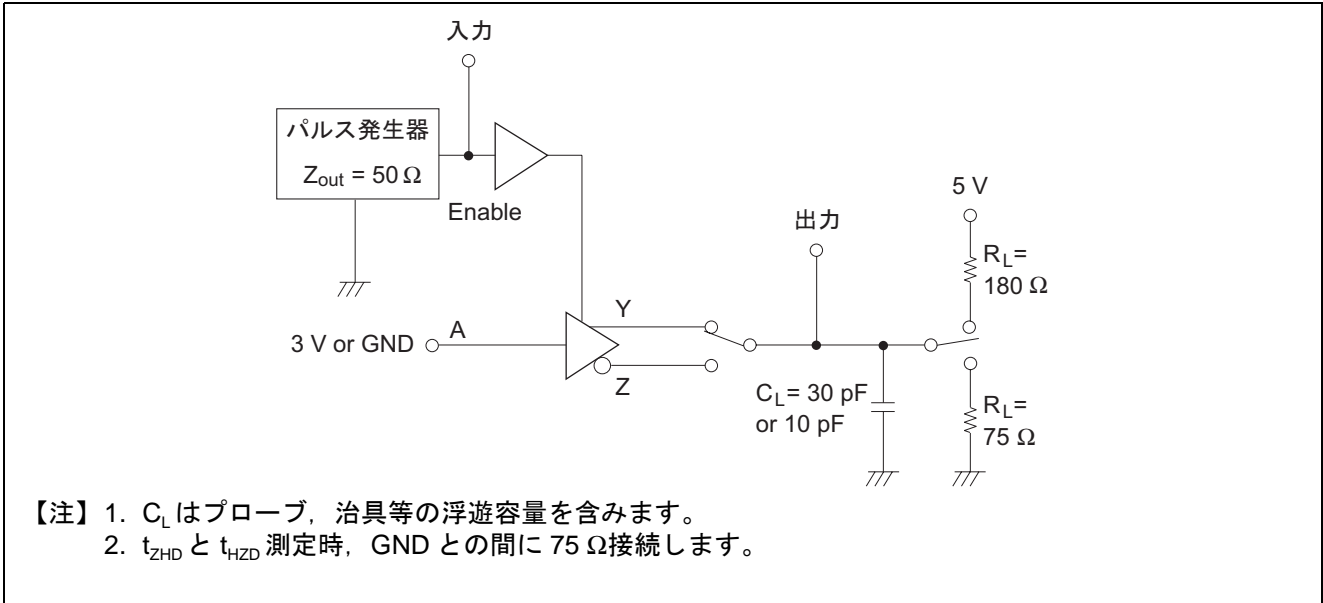 入力
パルス発生器
Zout = 50 Ω
Enable
5 V
出力
RL=
180 Ω
Y
A
3 V or GND
Z
CL= 30 pF
or 10 pF
RL=
75 Ω
【注】1. CLはプローブ，治具等の浮遊容量を含みます。
2. tZHD と tHZD 測定時，GND との間に 75 Ω接続します。